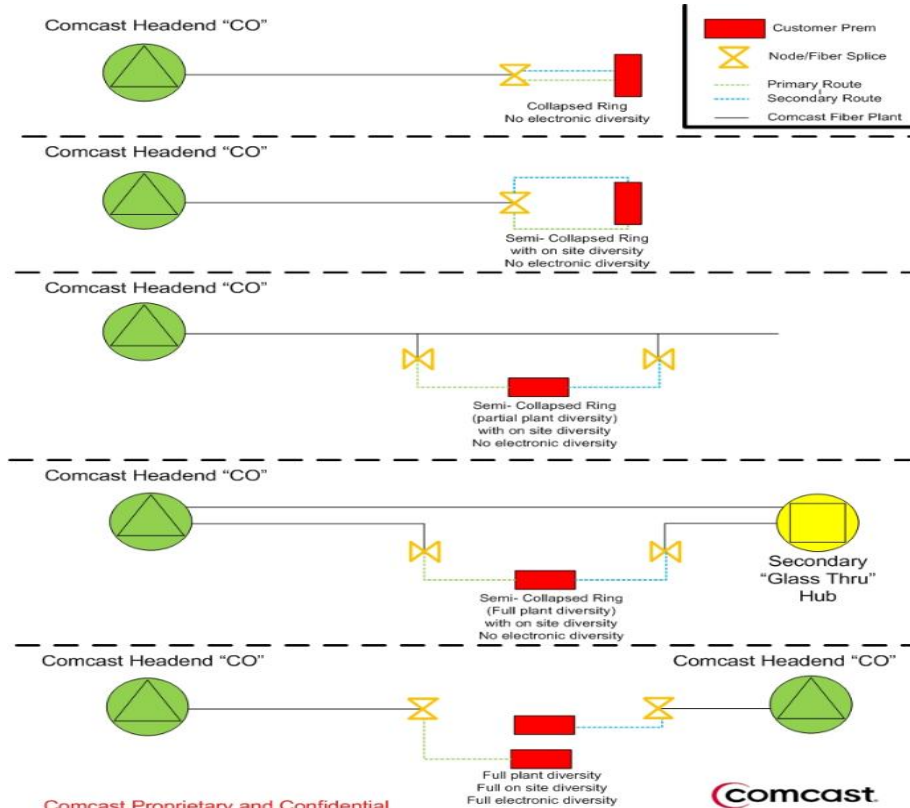 Comcast Headend “CO”
Customer Prem
Node/Fiber Splice
Primary Route
Secondary Route
Comcast Fiber Plant
Collapsed Ring
No electronic diversity
Comcast Headend “CO”
Semi- Collapsed Ring
with on site diversity
No electronic diversity
Comcast Headend “CO”
Semi- Collapsed Ring
(partial plant diversity)
with on site diversity
No electronic diversity
Comcast Headend “CO”
Secondary
“Glass Thru”
Hub
Semi- Collapsed Ring
(Full plant diversity)
with on site diversity
No electronic diversity
Comcast Headend “CO”
Comcast Headend “CO”
Full plant diversity
Full on site diversity
Full electronic diversity
Comcast Proprietary and Confidential
comcast.